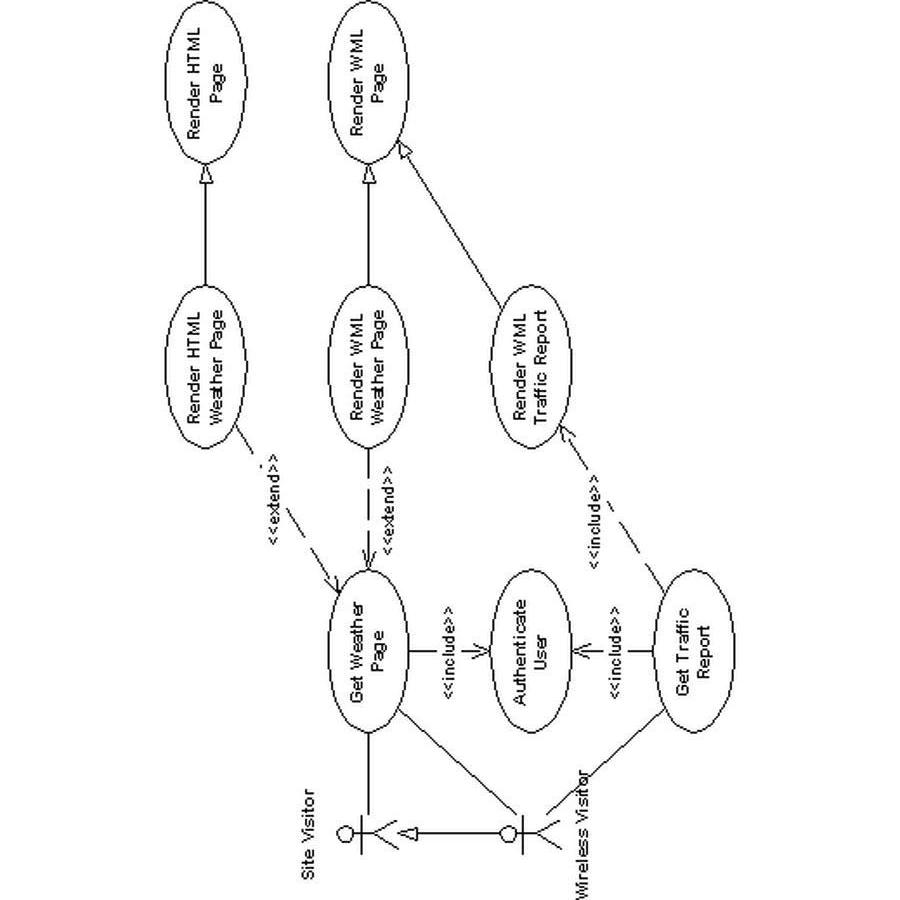 Site Visitor
Get Weather
Page
<<extend>>
Render HTML
Weather Page
Render HTML
Page
<<extend>>
Render WML
Weather Page
Render WML
Page
<<include>>
Authenticate
User
Wireless Visitor
<<include>>
Get Traffic
Report
<<include>>
Render WML
Traffic Report